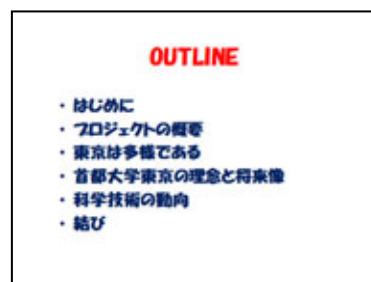 OUTLINE
・はじめに
・プロジェクトの概要
・東京は多様である
・首都大学東京の理念と将来像
・科学技術の動向
・結び